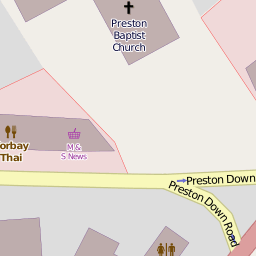 Preston
Baptist
Church
orbay
Thai
M &
S News
Preston Down
Preston Down Road